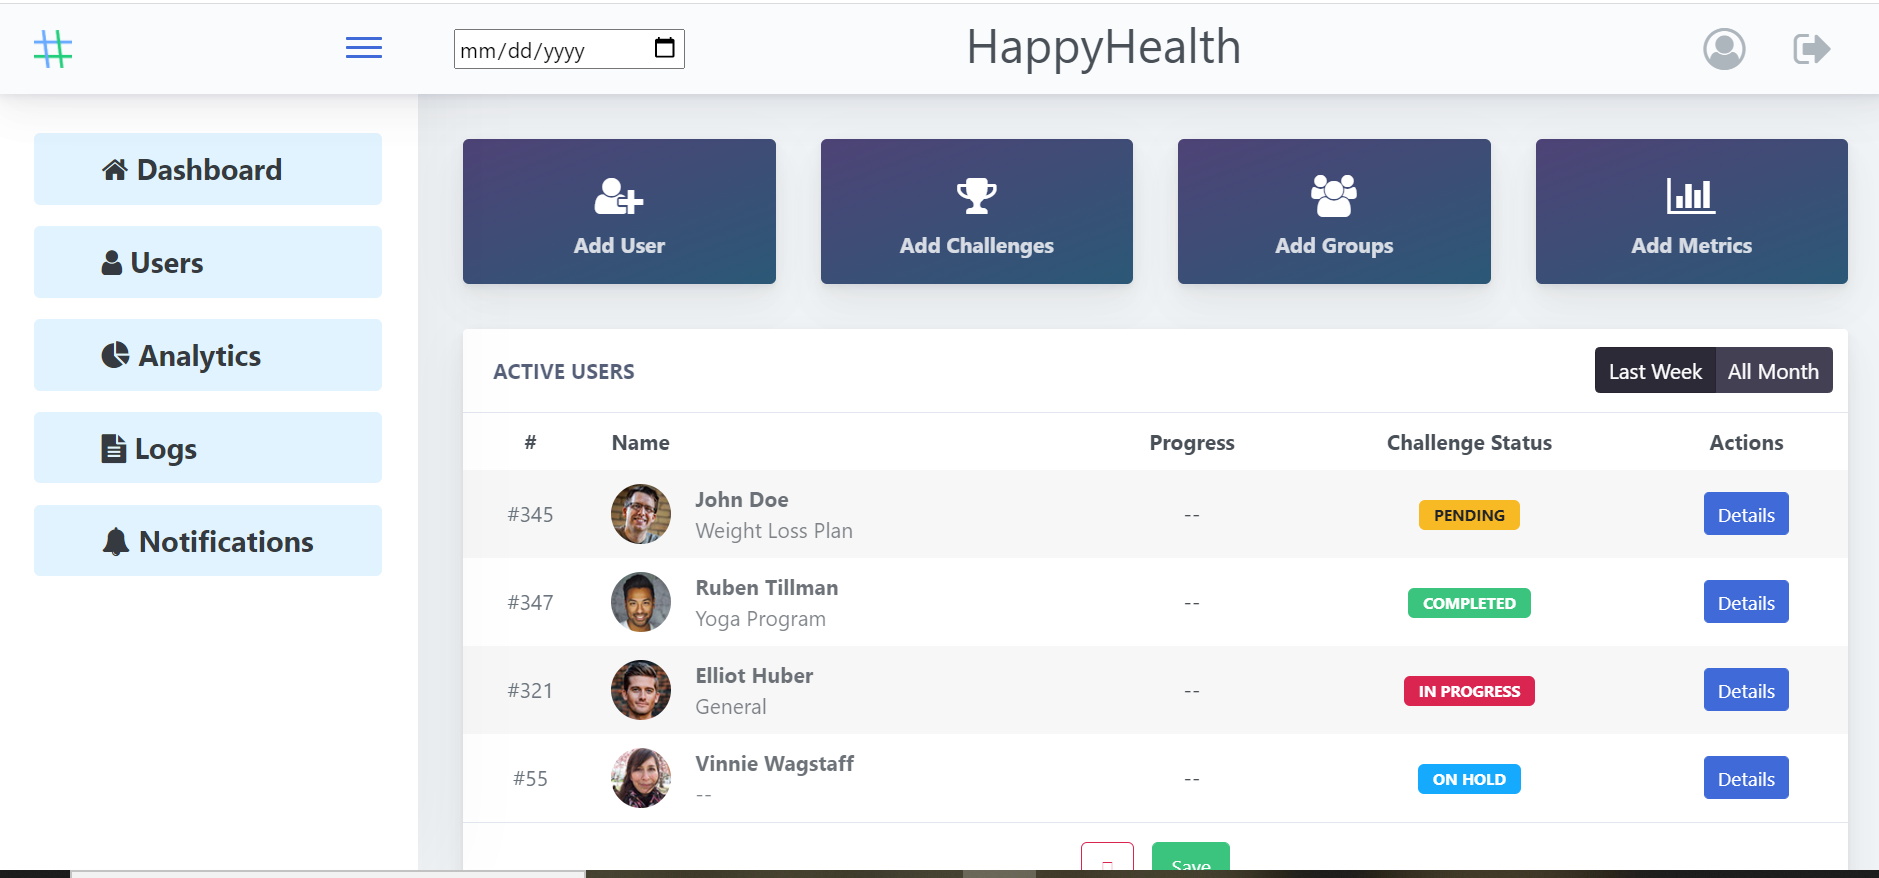 mm/dd/yyyy
HappyHealth
Dashboard
Users
Analytics
Logs
Notifications
Add User
Add Challenges
Add Groups
Add Metrics
ACTIVE USERS
Last Week All Month
# Name Progress Challenge Status Actions
#345 John Doe -- PENDING Details
Weight Loss Plan
#347 Ruben Tillman -- COMPLETED Details
Yoga Program
#321 Elliot Huber -- IN PROGRESS Details
General
#55 Vinnie Wagstaff -- ON HOLD Details
--
Save